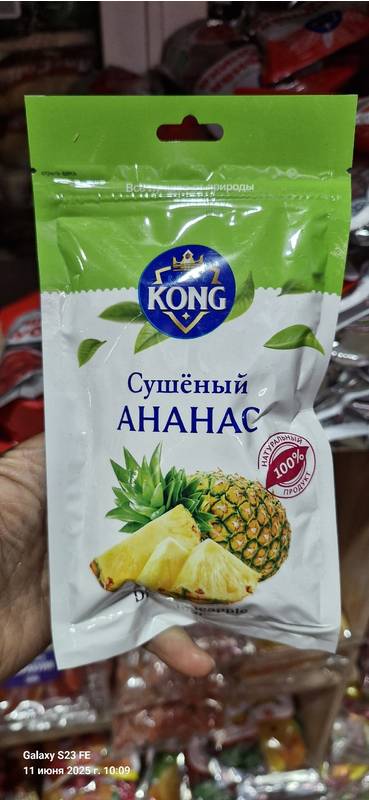 KONG
Сушёный
АНАНАС
НАТУРАЛЬНЫЙ
100%
ПРОДУКТ
Galaxy S23 FE
11 июня 2025 г. 10:09